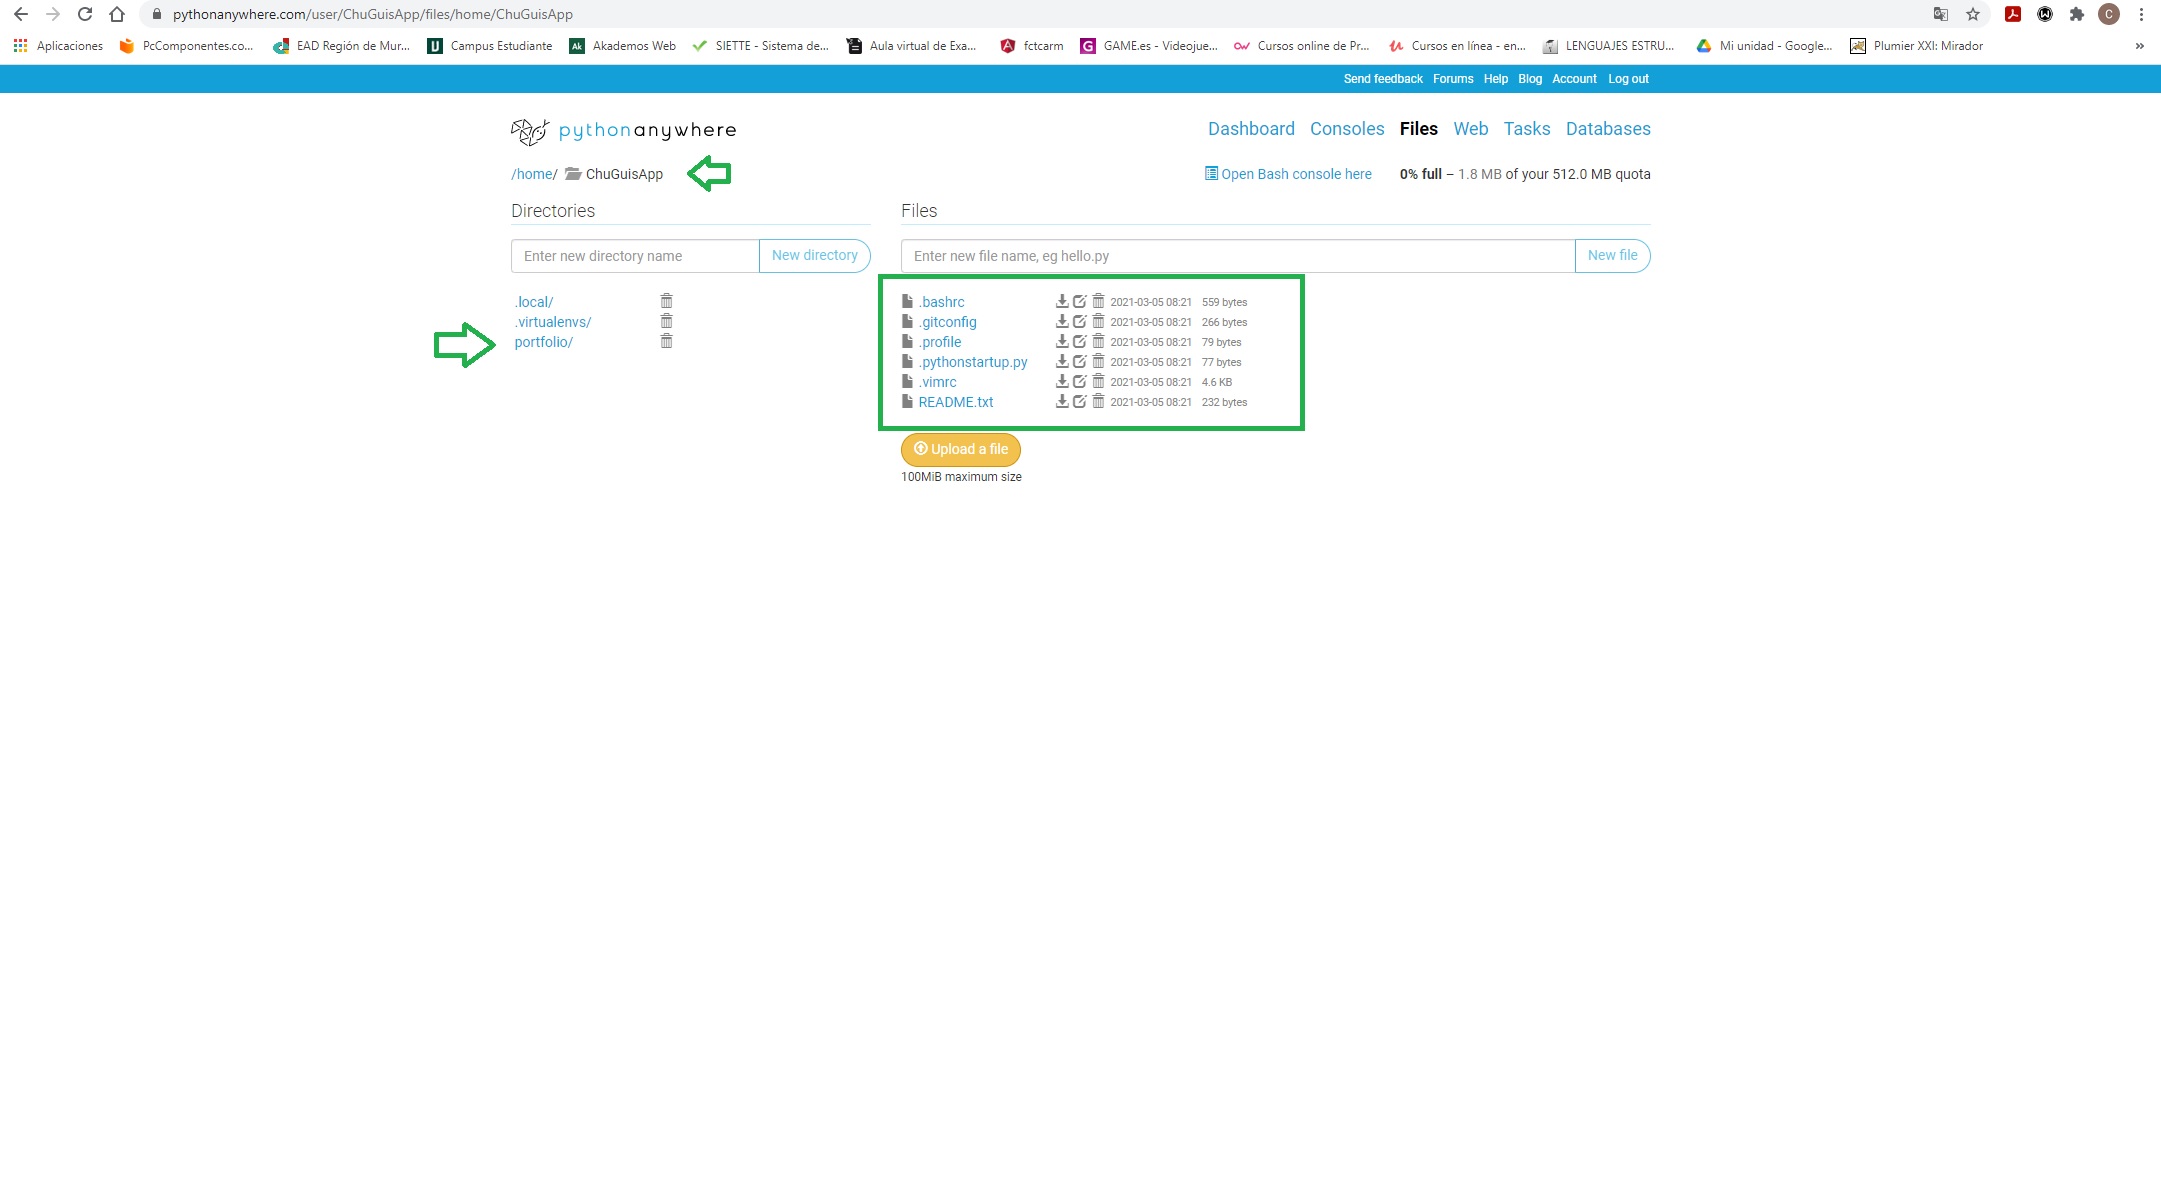 pythonanywhere.com/user/ChuGuisApp/files/home/ChuGuisApp
C
Aplicaciones PcComponentes.co... EAD Región de Mur... Campus Estudiante Akademos Web SIETTE - Sistema de... Aula virtual de Exa... fctcarm GAME.es - Videojue... Cursos online de Pr... Cursos en línea - en... LENGUAJES ESTRU... Mi unidad - Google... Plumier XXI: Mirador »
Send feedback Forums Help Blog Account Log out
pythonanywhere
Dashboard Consoles Files Web Tasks Databases
/home/ ChuGuisApp
Open Bash console here 0% full – 1.8 MB of your 512.0 MB quota
Directories
Enter new directory name New directory
.local/
.virtualenvs/
portfolio/
Files
Enter new file name, eg hello.py New file
.bashrc 2021-03-05 08:21 559 bytes
.gitconfig 2021-03-05 08:21 266 bytes
.profile 2021-03-05 08:21 79 bytes
.pythonstartup.py 2021-03-05 08:21 77 bytes
.vimrc 2021-03-05 08:21 4.6 KB
README.txt 2021-03-05 08:21 232 bytes
Upload a file
100MiB maximum size